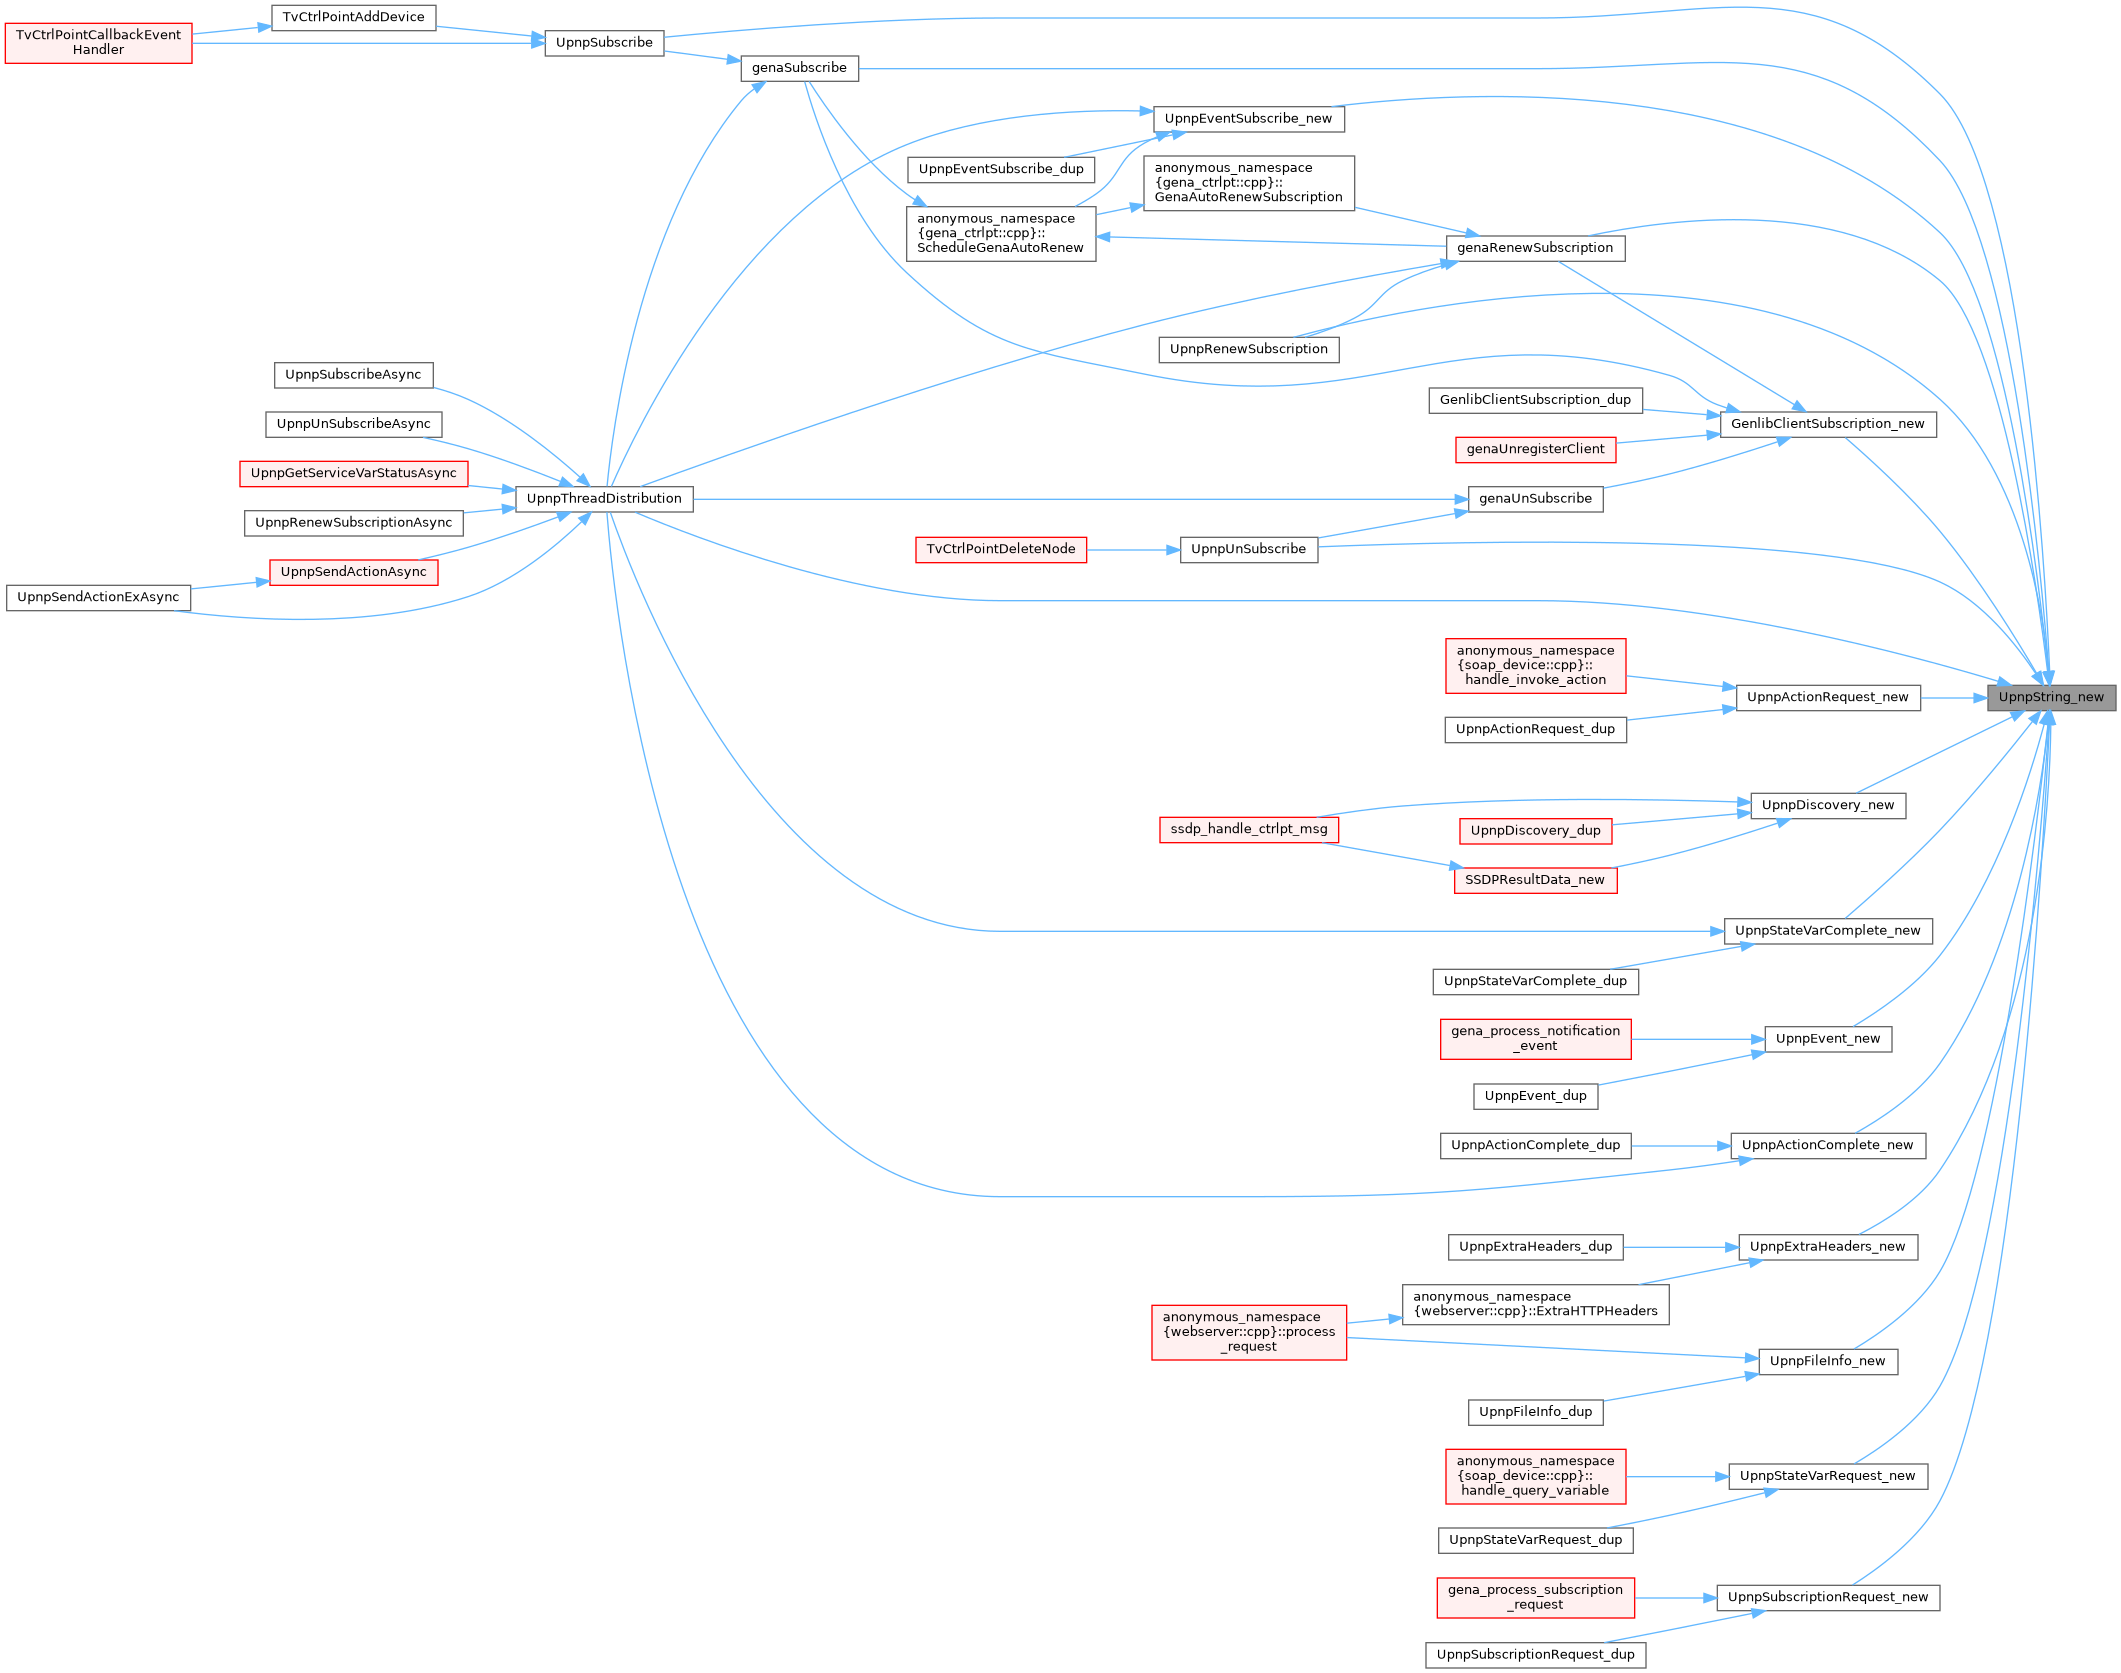 TvCtrlPointAddDevice
TvCtrlPointCallbackEvent
Handler
UpnpSubscribe
genaSubscribe
UpnpEventSubscribe_new
UpnpEventSubscribe_dup
anonymous_namespace
{gena_ctrlpt::cpp}::
GenaAutoRenewSubscription
anonymous_namespace
{gena_ctrlpt::cpp}::
ScheduleGenaAutoRenew
genaRenewSubscription
UpnpRenewSubscription
UpnpSubscribeAsync
GenlibClientSubscription_dup
UpnpUnSubscribeAsync
GenlibClientSubscription_new
genaUnregisterClient
UpnpGetServiceVarStatusAsync
UpnpThreadDistribution
genaUnSubscribe
UpnpRenewSubscriptionAsync
TvCtrlPointDeleteNode
UpnpUnSubscribe
UpnpSendActionAsync
UpnpSendActionExAsync
anonymous_namespace
{soap_device::cpp}::
handle_invoke_action
UpnpActionRequest_new
UpnpString_new
UpnpActionRequest_dup
UpnpDiscovery_new
ssdp_handle_ctrlpt_msg
UpnpDiscovery_dup
SSDPResultData_new
UpnpStateVarComplete_new
UpnpStateVarComplete_dup
gena_process_notification
_event
UpnpEvent_new
UpnpEvent_dup
UpnpActionComplete_dup
UpnpActionComplete_new
UpnpExtraHeaders_dup
UpnpExtraHeaders_new
anonymous_namespace
{webserver::cpp}::ExtraHTTPHeaders
anonymous_namespace
{webserver::cpp}::process
_request
UpnpFileInfo_new
UpnpFileInfo_dup
anonymous_namespace
{soap_device::cpp}::
handle_query_variable
UpnpStateVarRequest_new
UpnpStateVarRequest_dup
gena_process_subscription
_request
UpnpSubscriptionRequest_new
UpnpSubscriptionRequest_dup